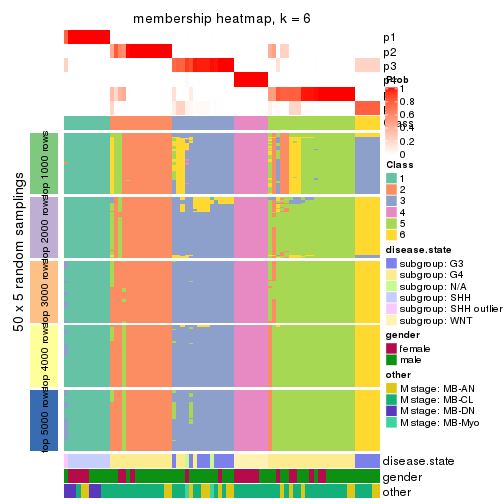 membership heatmap, k = 6
p1
p2
p3
Prob
1
0.8
0.6
0.4
0.2
0
Class
1
2
3
4
5
6
disease.state
subgroup: G3
subgroup: G4
subgroup: N/A
subgroup: SHH
subgroup: SHH outlier
subgroup: WNT
gender
female
male
other
M stage: MB-AN
M stage: MB-CL
M stage: MB-DN
M stage: MB-Myo
50 x 5 random samplings
top 1000 rows
top 2000 rows
top 3000 rows
top 4000 rows
top 5000 rows
disease.state
gender
other